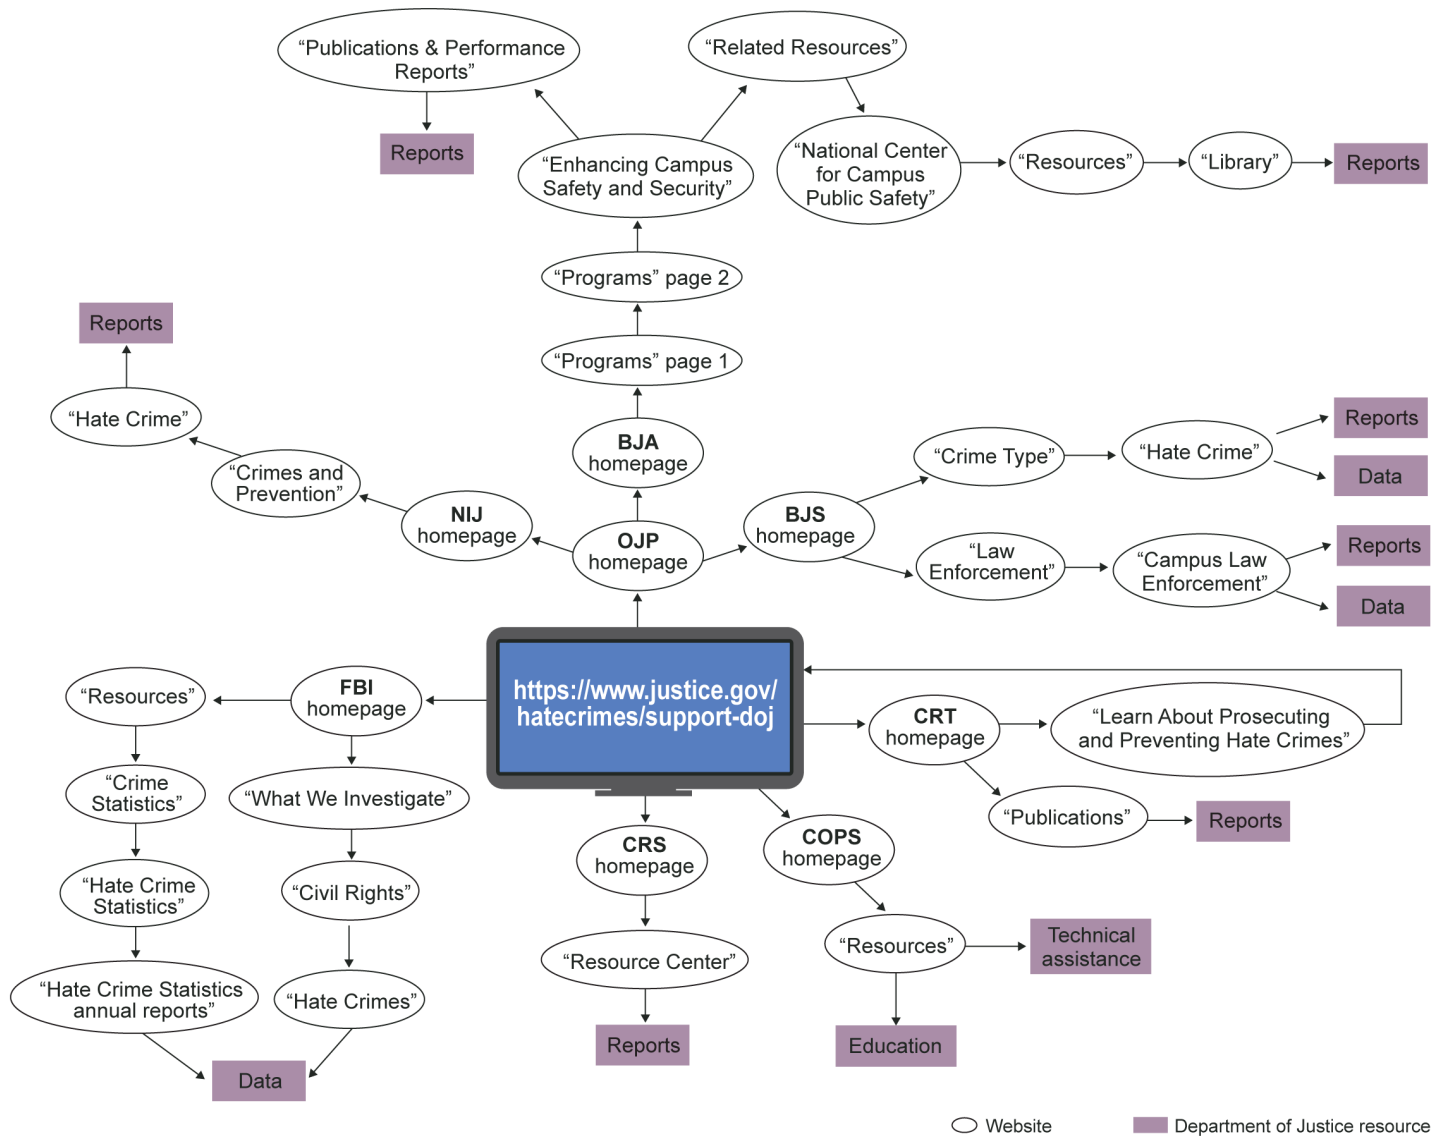 “Publications & Performance
Reports”
“Related Resources”
Reports
“Enhancing Campus
Safety and Security”
“National Center
for Campus
Public Safety”
“Resources”
“Library”
Reports
“Programs” page 2
“Programs” page 1
Reports
“Hate Crime”
“Crimes and
Prevention”
NIJ
homepage
BJA
homepage
OJP
homepage
BJS
homepage
“Crime Type”
“Hate Crime”
Reports
Data
“Law
Enforcement”
“Campus Law
Enforcement”
Reports
Data
https://www.justice.gov/
hatecrimes/support-doj
FBI
homepage
“Resources”
“Crime
Statistics”
“Hate Crime
Statistics”
“Hate Crime Statistics
annual reports”
“What We Investigate”
“Civil Rights”
“Hate Crimes”
Data
CRS
homepage
“Resource Center”
Reports
COPS
homepage
“Resources”
Technical
assistance
Education
CRT
homepage
“Learn About Prosecuting
and Preventing Hate Crimes”
“Publications”
Reports
Website
Department of Justice resource